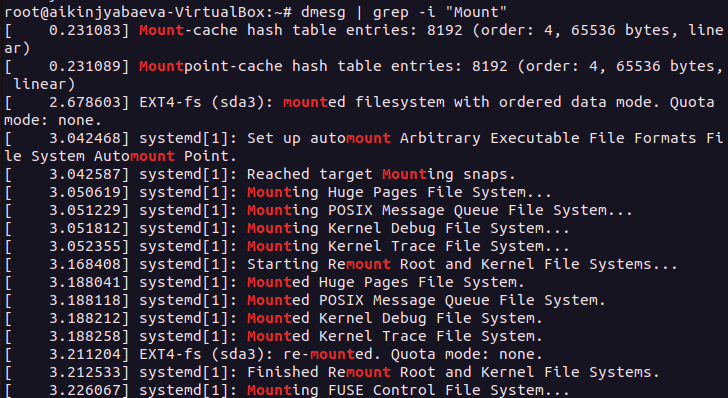 root@aikinjyabaeva-VirtualBox:~# dmesg | grep -i "Mount"
[    0.231083] Mount-cache hash table entries: 8192 (order: 4, 65536 bytes, line
ar)
[    0.231089] Mountpoint-cache hash table entries: 8192 (order: 4, 65536 bytes,
 linear)
[    2.678603] EXT4-fs (sda3): mounted filesystem with ordered data mode. Quota
mode: none.
[    3.042468] systemd[1]: Set up automount Arbitrary Executable File Formats Fi
le System Automount Point.
[    3.042587] systemd[1]: Reached target Mounting snaps.
[    3.050619] systemd[1]: Mounting Huge Pages File System...
[    3.051229] systemd[1]: Mounting POSIX Message Queue File System...
[    3.051812] systemd[1]: Mounting Kernel Debug File System...
[    3.052355] systemd[1]: Mounting Kernel Trace File System...
[    3.168408] systemd[1]: Starting Remount Root and Kernel File Systems...
[    3.188041] systemd[1]: Mounted Huge Pages File System.
[    3.188118] systemd[1]: Mounted POSIX Message Queue File System.
[    3.188212] systemd[1]: Mounted Kernel Debug File System.
[    3.188258] systemd[1]: Mounted Kernel Trace File System.
[    3.211204] EXT4-fs (sda3): re-mounted. Quota mode: none.
[    3.212533] systemd[1]: Finished Remount Root and Kernel File Systems.
[    3.226067] systemd[1]: Mounting FUSE Control File System...